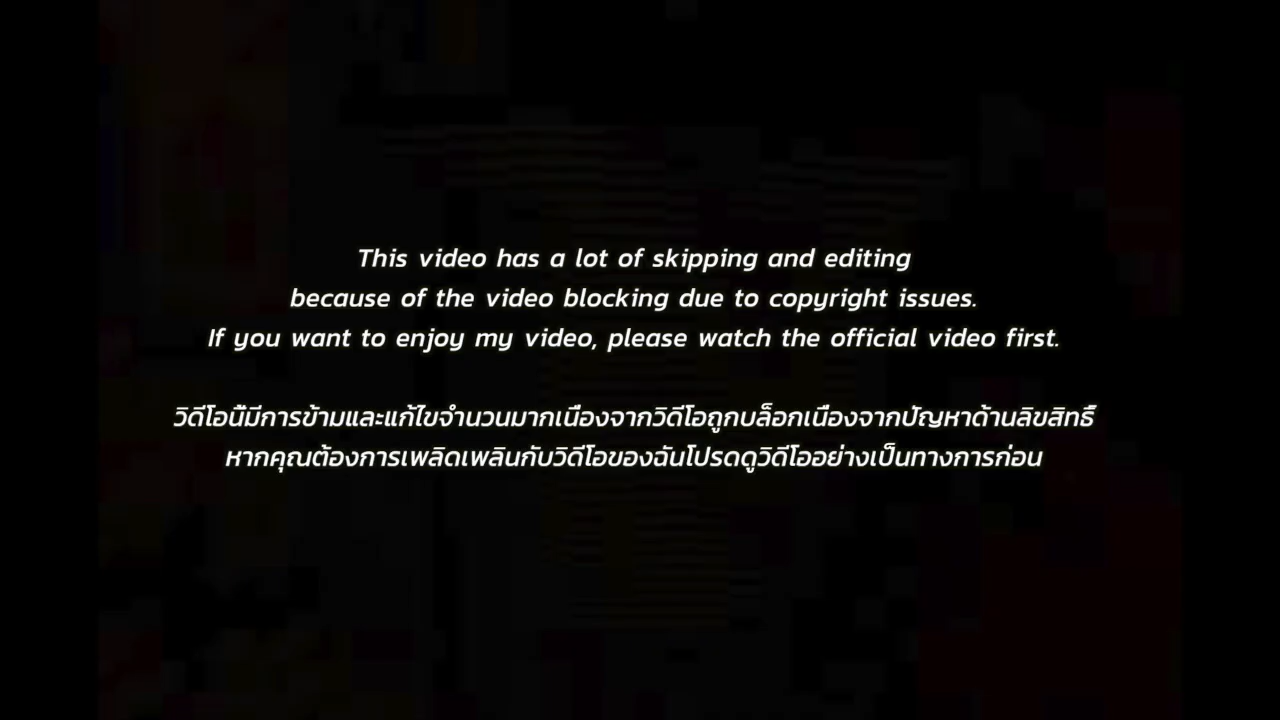 This video has a lot of skipping and editing
because of the video blocking due to copyright issues.
If you want to enjoy my video, please watch the official video first.
วิดีโอนี้มีการข้ามและแก้ไขจำนวนมากเนื่องจากวิดีโอถูกบล็อกเนื่องจากปัญหาด้านลิขสิทธิ์
หากคุณต้องการเพลิดเพลินกับวิดีโอของฉันโปรดดูวิดีโออย่างเป็นทางการก่อน